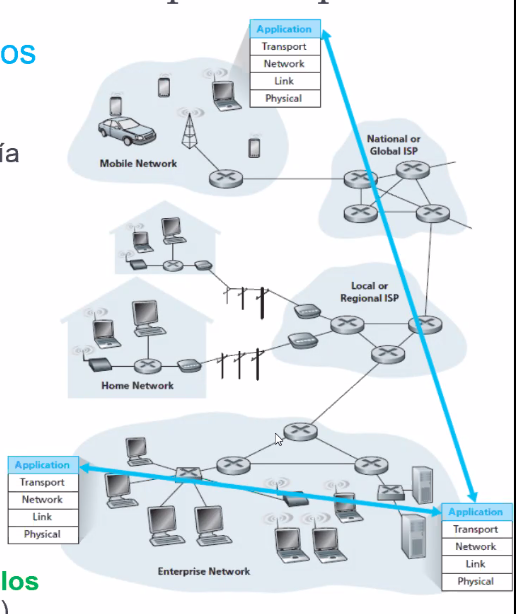 os
ía
Application
Transport
Network
Link
Physical
National or
Global ISP
Mobile Network
Local or
Regional ISP
Home Network
Application
Transport
Network
Link
Physical
Application
Transport
Network
Link
Physical
Enterprise Network
los
)